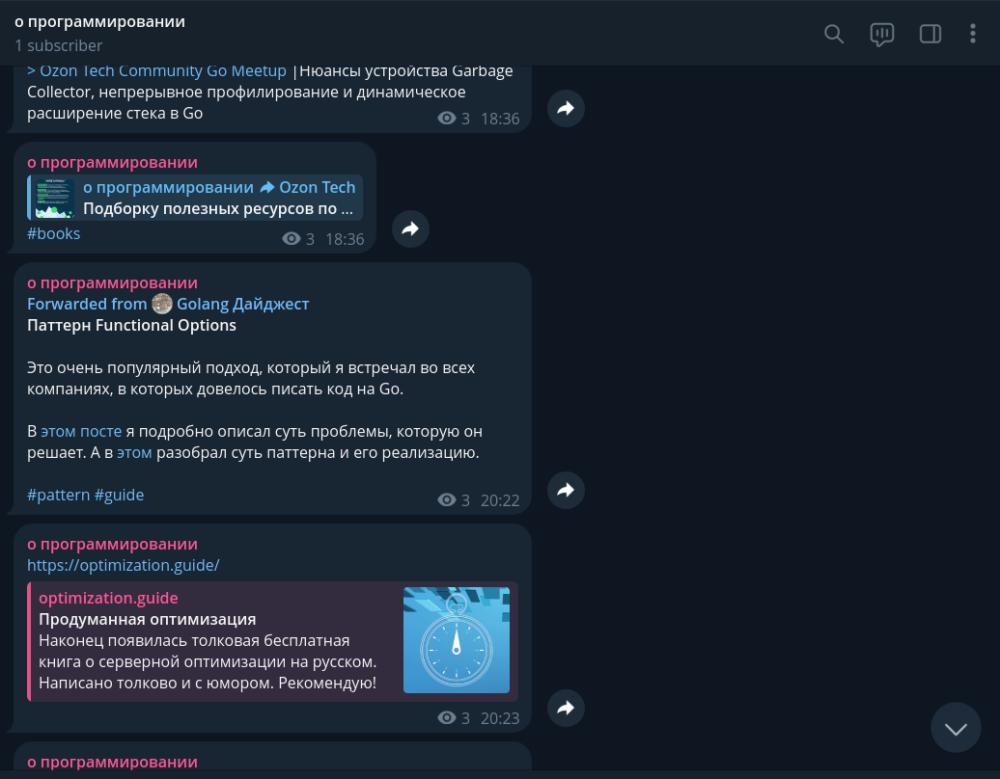 о программировании
1 subscriber
> Ozon Tech Community Go Meetup |Нюансы устройства Garbage
Collector, непрерывное профилирование и динамическое
расширение стека в Go
3 18:36
о программировании
о программировании Ozon Tech
Подборку полезных ресурсов по ...
#books
3 18:36
о программировании
Forwarded from Golang Дайджест
Паттерн Functional Options
Это очень популярный подход, который я встречал во всех
компаниях, в которых довелось писать код на Go.
В этом посте я подробно описал суть проблемы, которую он
решает. А в этом разобрал суть паттерна и его реализацию.
#pattern #guide
3 20:22
о программировании
https://optimization.guide/
optimization.guide
Продуманная оптимизация
Наконец появилась толковая бесплатная
книга о серверной оптимизации на русском.
Написано толково и с юмором. Рекомендую!
3 20:23
о программировании